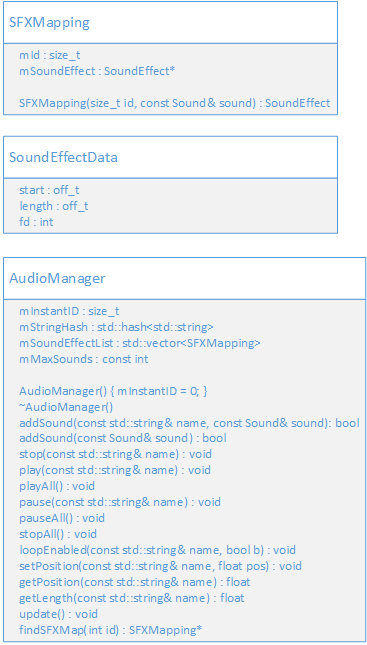 SFXMapping
mId : size_t
mSoundEffect : SoundEffect*
SFXMapping(size_t id, const Sound& sound) : SoundEffect
SoundEffectData
start : off_t
length : off_t
fd : int
AudioManager
mInstantID : size_t
mStringHash : std::hash<std::string>
mSoundEffectList : std::vector<SFXMapping>
mMaxSounds : const int
AudioManager() { mInstantID = 0; }
~AudioManager()
addSound(const std::string& name, const Sound& sound): bool
addSound(const Sound& sound) : bool
stop(const std::string& name) : void
play(const std::string& name) : void
playAll() : void
pause(const std::string& name) : void
pauseAll() : void
stopAll() : void
loopEnabled(const std::string& name, bool b) : void
setPosition(const std::string& name, float pos) : void
getPosition(const std::string& name) : float
getLength(const std::string& name) : float
update() : void
findSFXMap(int id) : SFXMapping*